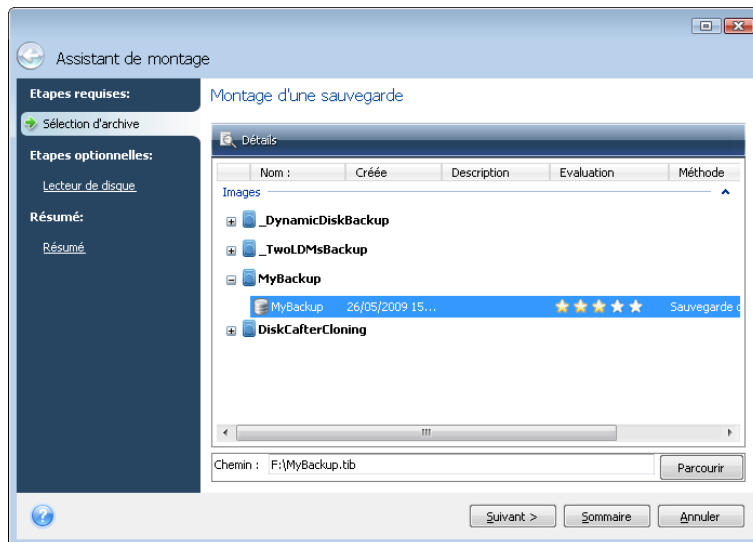 Assistant de montage
Etapes requises:
Sélection d'archive
Etapes optionnelles:
Lecteur de disque
Résumé:
Résumé
Montage d'une sauvegarde
Détails
Nom : Créée Description Evaluation Méthode
Images
_DynamicDiskBackup
_TwoLDMsBackup
MyBackup
MyBackup 26/05/2009 15... Sauvegarde
DiskCafterCloning
Chemin : F:\MyBackup.tib Parcourir
Suivant > Sommaire Annuler